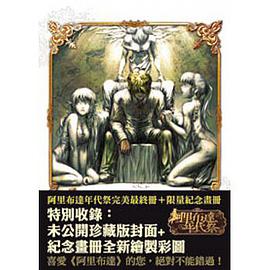 阿里布達年代祭完美最終冊+限量紀念畫冊
特別收錄：
未公開珍藏版封面+
紀念畫冊全新繪製彩圖
阿里布達年代祭
喜愛《阿里布達》的您，絕對不能錯過！